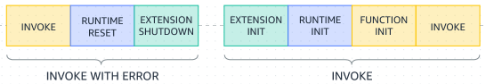 INVOKE
RUNTIME
RESET
EXTENSION
SHUTDOWN
EXTENSION
INIT
RUNTIME
INIT
FUNCTION
INIT
INVOKE
INVOKE WITH ERROR
INVOKE